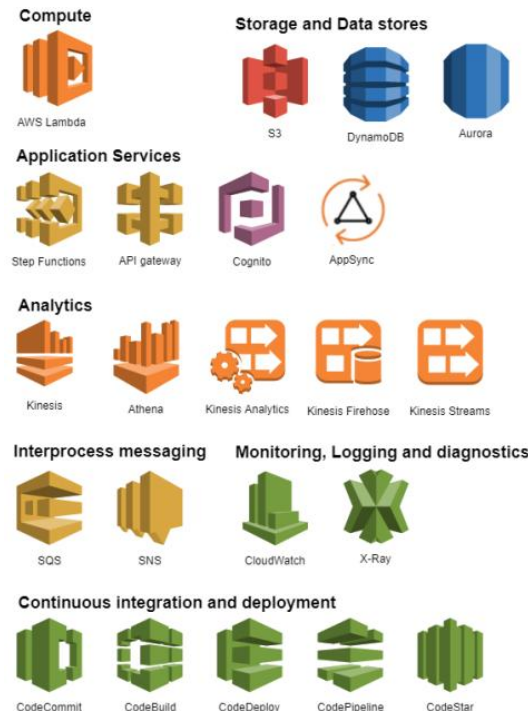 Compute
Storage and Data stores
AWS Lambda
S3
DynamoDB
Aurora
Application Services
Step Functions
API gateway
Cognito
AppSync
Analytics
Kinesis
Athena
Kinesis Analytics
Kinesis Firehose
Kinesis Streams
Interprocess messaging
Monitoring, Logging and diagnostics
SQS
SNS
CloudWatch
X-Ray
Continuous integration and deployment
CodeCommit
CodeBuild
CodeDeploy
CodePipeline
CodeStar